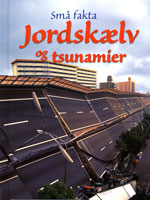 Små fakta
Jordskælv
og
tsunamier